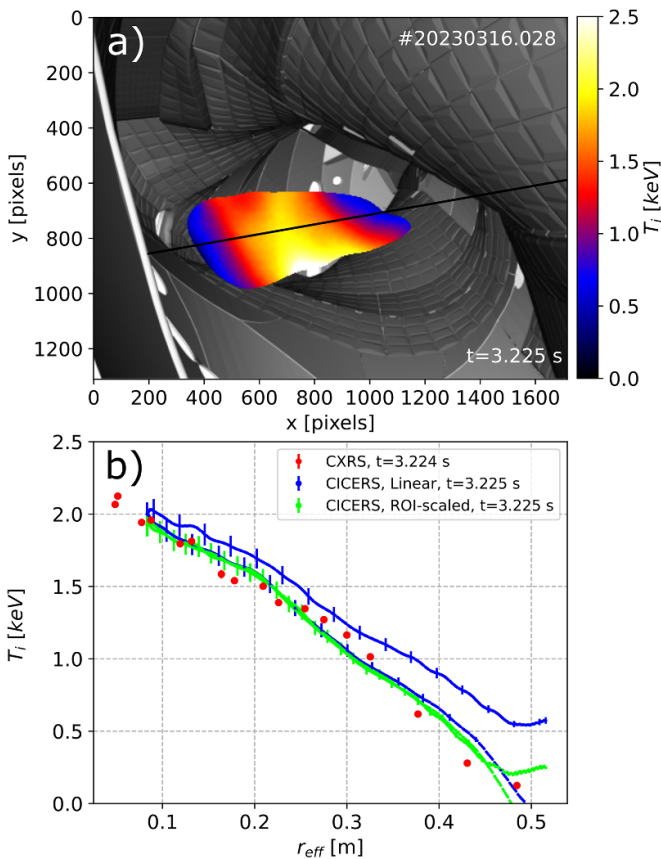 a)
#20230316.028
0
200
400
600
800
1000
1200
y [pixels]
0 200 400 600 800 1000 1200 1400 1600
x [pixels]
t=3.225 s
2.5
2.0
1.5
1.0
0.5
0.0
T_i [keV]
b)
CXRS, t=3.224 s
CICERS, Linear, t=3.225 s
CICERS, ROI-scaled, t=3.225 s
2.5
2.0
1.5
1.0
0.5
0.0
T_i [keV]
0.1 0.2 0.3 0.4 0.5
r_eff [m]